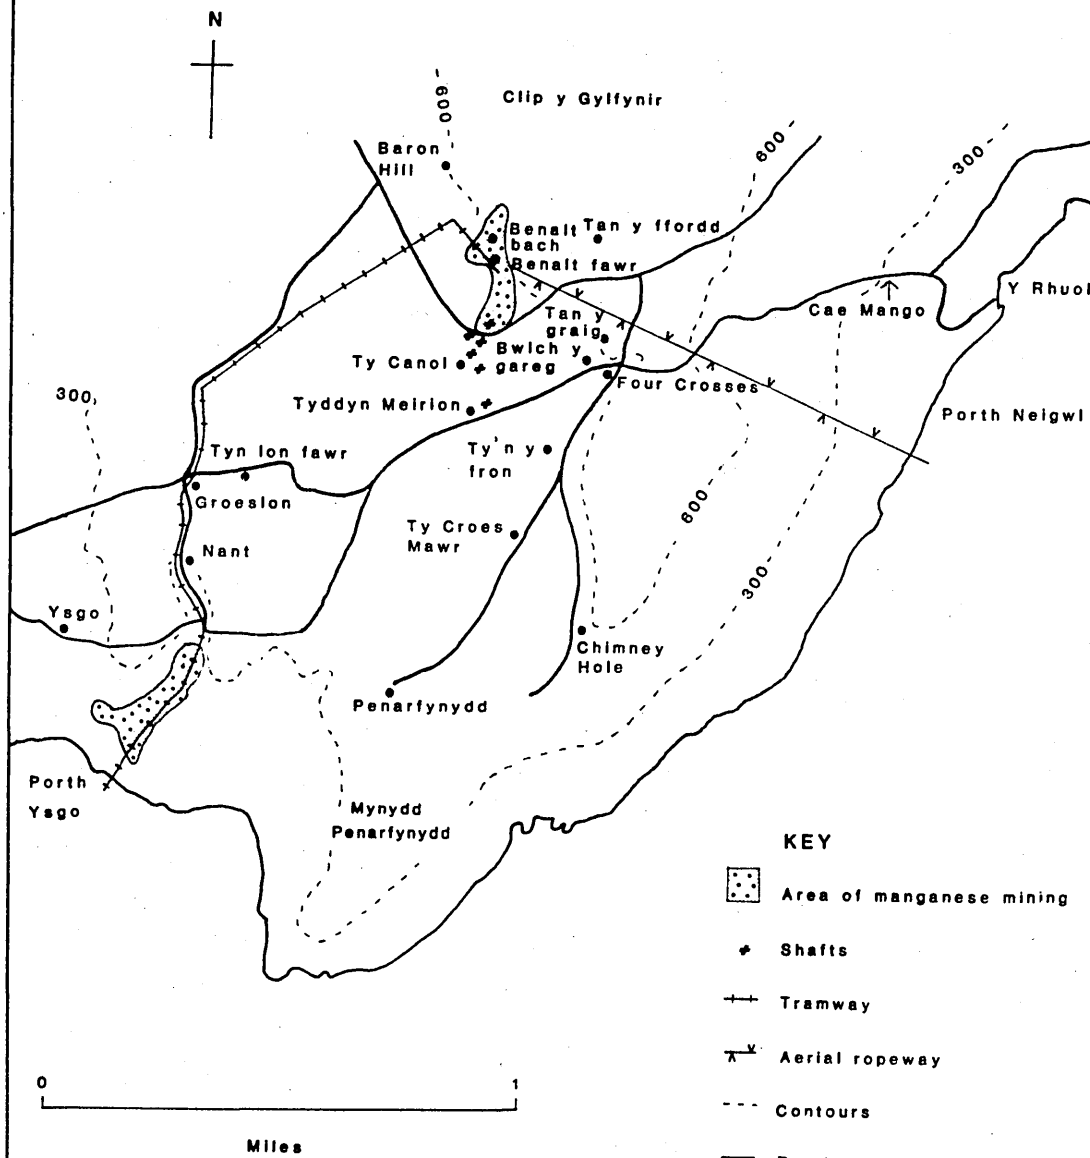 N
Clip y Gylfynir
600
600
300
Baron
Hill
Benalt
bach
Tan y ffordd
Benalt fawr
Y Rhuol
Cae Mango
Tan y
graig
Bwlch y
gareg
Ty Canol
Four Crosses
300
Tyddyn Meirion
Porth Neigwl
Tyn lon fawr
Ty'n y
fron
Groeslon
600
Ty Croes
Mawr
Nant
300
Ysgo
Chimney
Hole
Penarfynydd
Porth
Ysgo
Mynydd
Penarfynydd
KEY
Area of manganese mining
Shafts
Tramway
Aerial ropeway
Contours
0
1
Miles